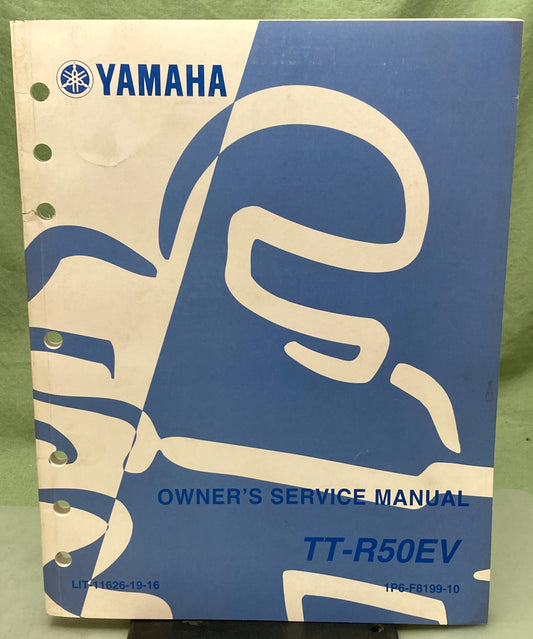 YAMAHA
OWNER'S SERVICE MANUAL
TT-R50EV
LIT-11626-19-16
1P6-F8199-10